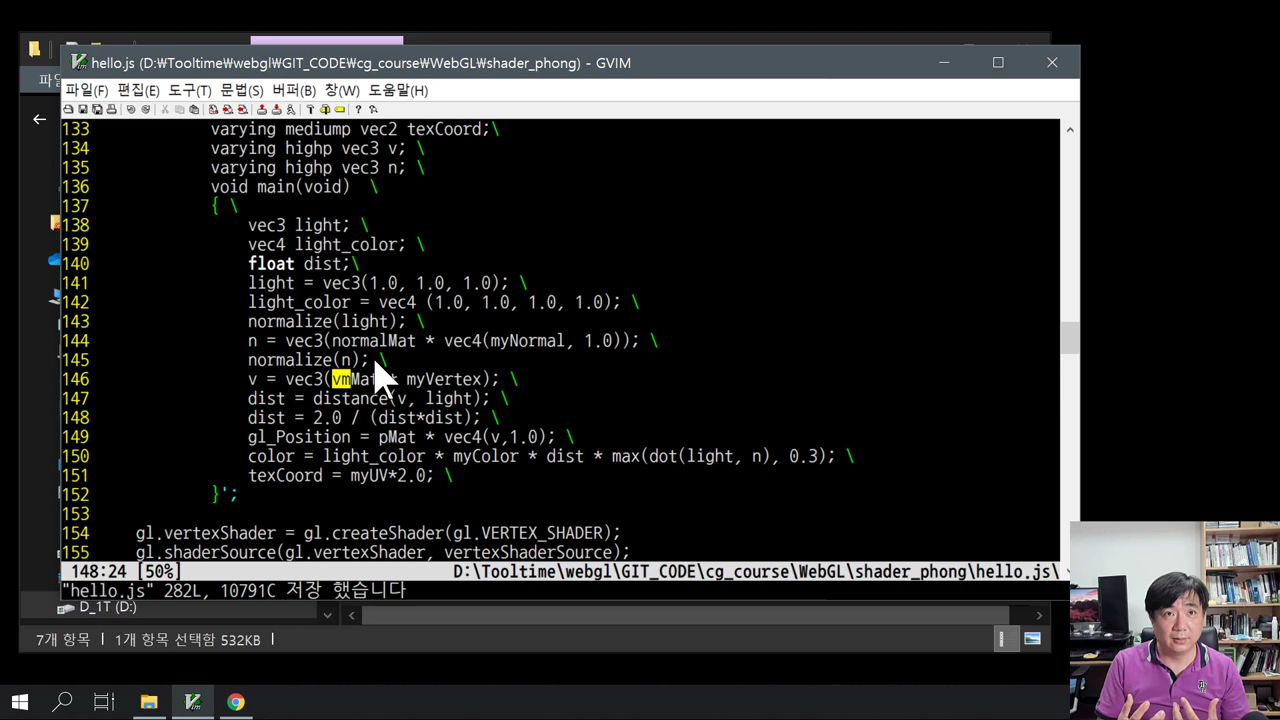 hello.js (D:₩Tooltime₩webgl₩GIT_CODE₩cg_course₩WebGL₩shader_phong) - GVIM
파일(F) 편집(E) 도구(T) 문법(S) 버퍼(B) 창(W) 도움말(H)
133 varying mediump vec2 texCoord;\
134 varying highp vec3 v; \
135 varying highp vec3 n; \
136 void main(void) \
137 { \
138 vec3 light; \
139 vec4 light_color; \
140 float dist;\
141 light = vec3(1.0, 1.0, 1.0); \
142 light_color = vec4 (1.0, 1.0, 1.0, 1.0); \
143 normalize(light); \
144 n = vec3(normalMat * vec4(myNormal, 1.0)); \
145 normalize(n); \
146 v = vec3(vmMat * myVertex); \
147 dist = distance(v, light); \
148 dist = 2.0 / (dist*dist); \
149 gl_Position = pMat * vec4(v,1.0); \
150 color = light_color * myColor * dist * max(dot(light, n), 0.3); \
151 texCoord = myUV*2.0; \
152 }';
153
154 gl.vertexShader = gl.createShader(gl.VERTEX_SHADER);
155 gl.shaderSource(gl.vertexShader, vertexShaderSource);
148:24 [50%] D:\Tooltime\webgl\GIT_CODE\cg_course\WebGL\shader_phong\hello.js\
"hello.js" 282L, 10791C 저장 했습니다
D_1T (D:)
7개 항목 1개 항목 선택함 532KB